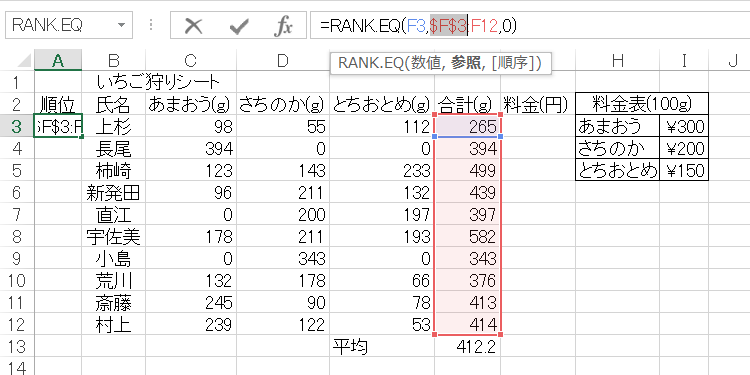 RANK.EQ =RANK.EQ(F3,$F$3:F12,0)
RANK.EQ(数値, 参照, [順序])
A B C D E F G H I
1 いちご狩りシート
2 順位 氏名 あまおう(g) さちのか(g) とちおとめ(g) 合計(g) 料金(円) 料金表(100g)
3 $F$3:F 上杉 98 55 112 265 あまおう ¥300
4 長尾 394 0 0 394 さちのか ¥200
5 柿崎 123 143 233 499 とちおとめ ¥150
6 新発田 96 211 132 439
7 直江 0 200 197 397
8 宇佐美 178 211 193 582
9 小島 0 343 0 343
10 荒川 132 178 66 376
11 斎藤 245 90 78 413
12 村上 239 122 53 414
13 平均 412.2
14